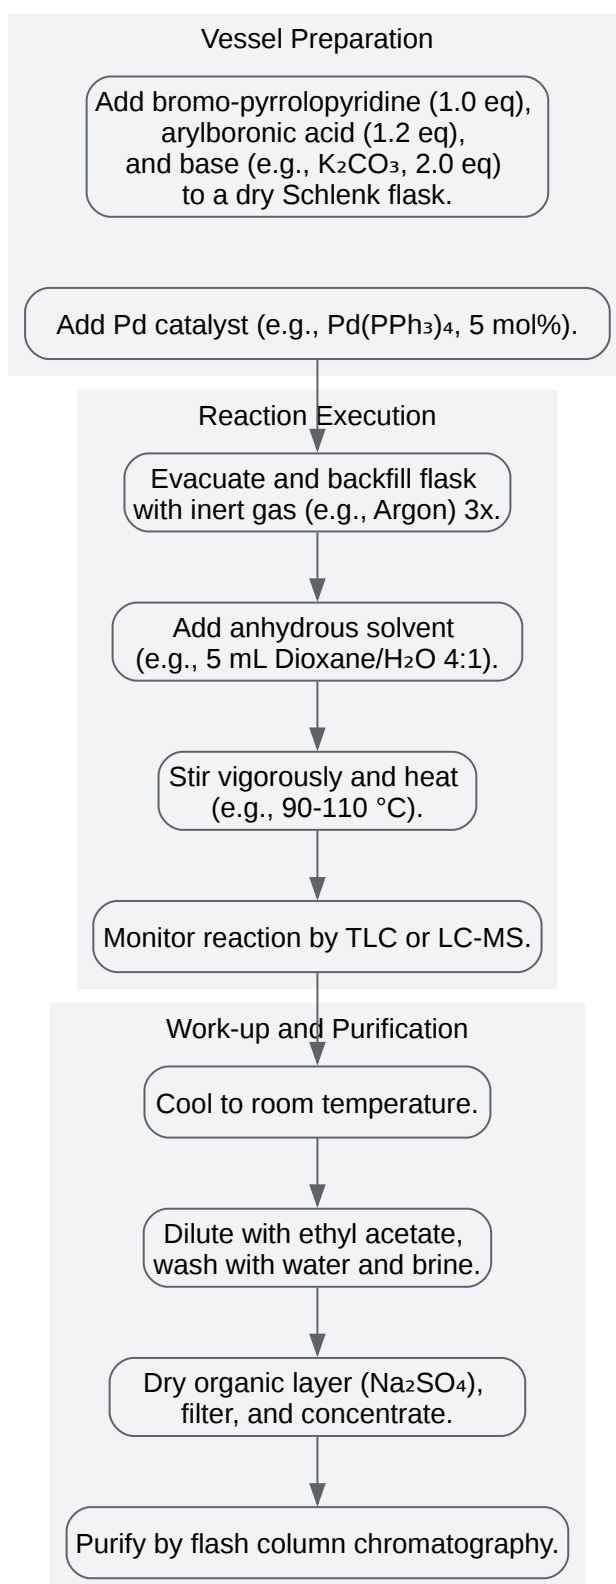 Vessel Preparation
Add bromo-pyrrolopyridine (1.0 eq),
arylboronic acid (1.2 eq),
and base (e.g., K₂CO₃, 2.0 eq)
to a dry Schlenk flask.
Add Pd catalyst (e.g., Pd(PPh₃)₄, 5 mol%).
Reaction Execution
Evacuate and backfill flask
with inert gas (e.g., Argon) 3x.
Add anhydrous solvent
(e.g., 5 mL Dioxane/H₂O 4:1).
Stir vigorously and heat
(e.g., 90-110 °C).
Monitor reaction by TLC or LC-MS.
Work-up and Purification
Cool to room temperature.
Dilute with ethyl acetate,
wash with water and brine.
Dry organic layer (Na₂SO₄),
filter, and concentrate.
Purify by flash column chromatography.